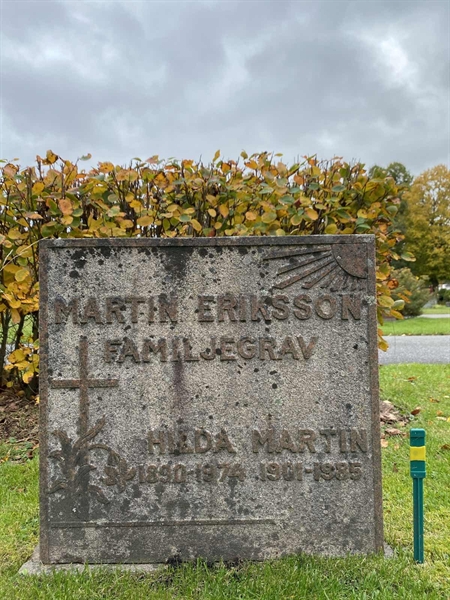 MARTIN ERIKSSON
FAMILJEGRAV
HILDA MARTIN
1890-1974 1901-1985